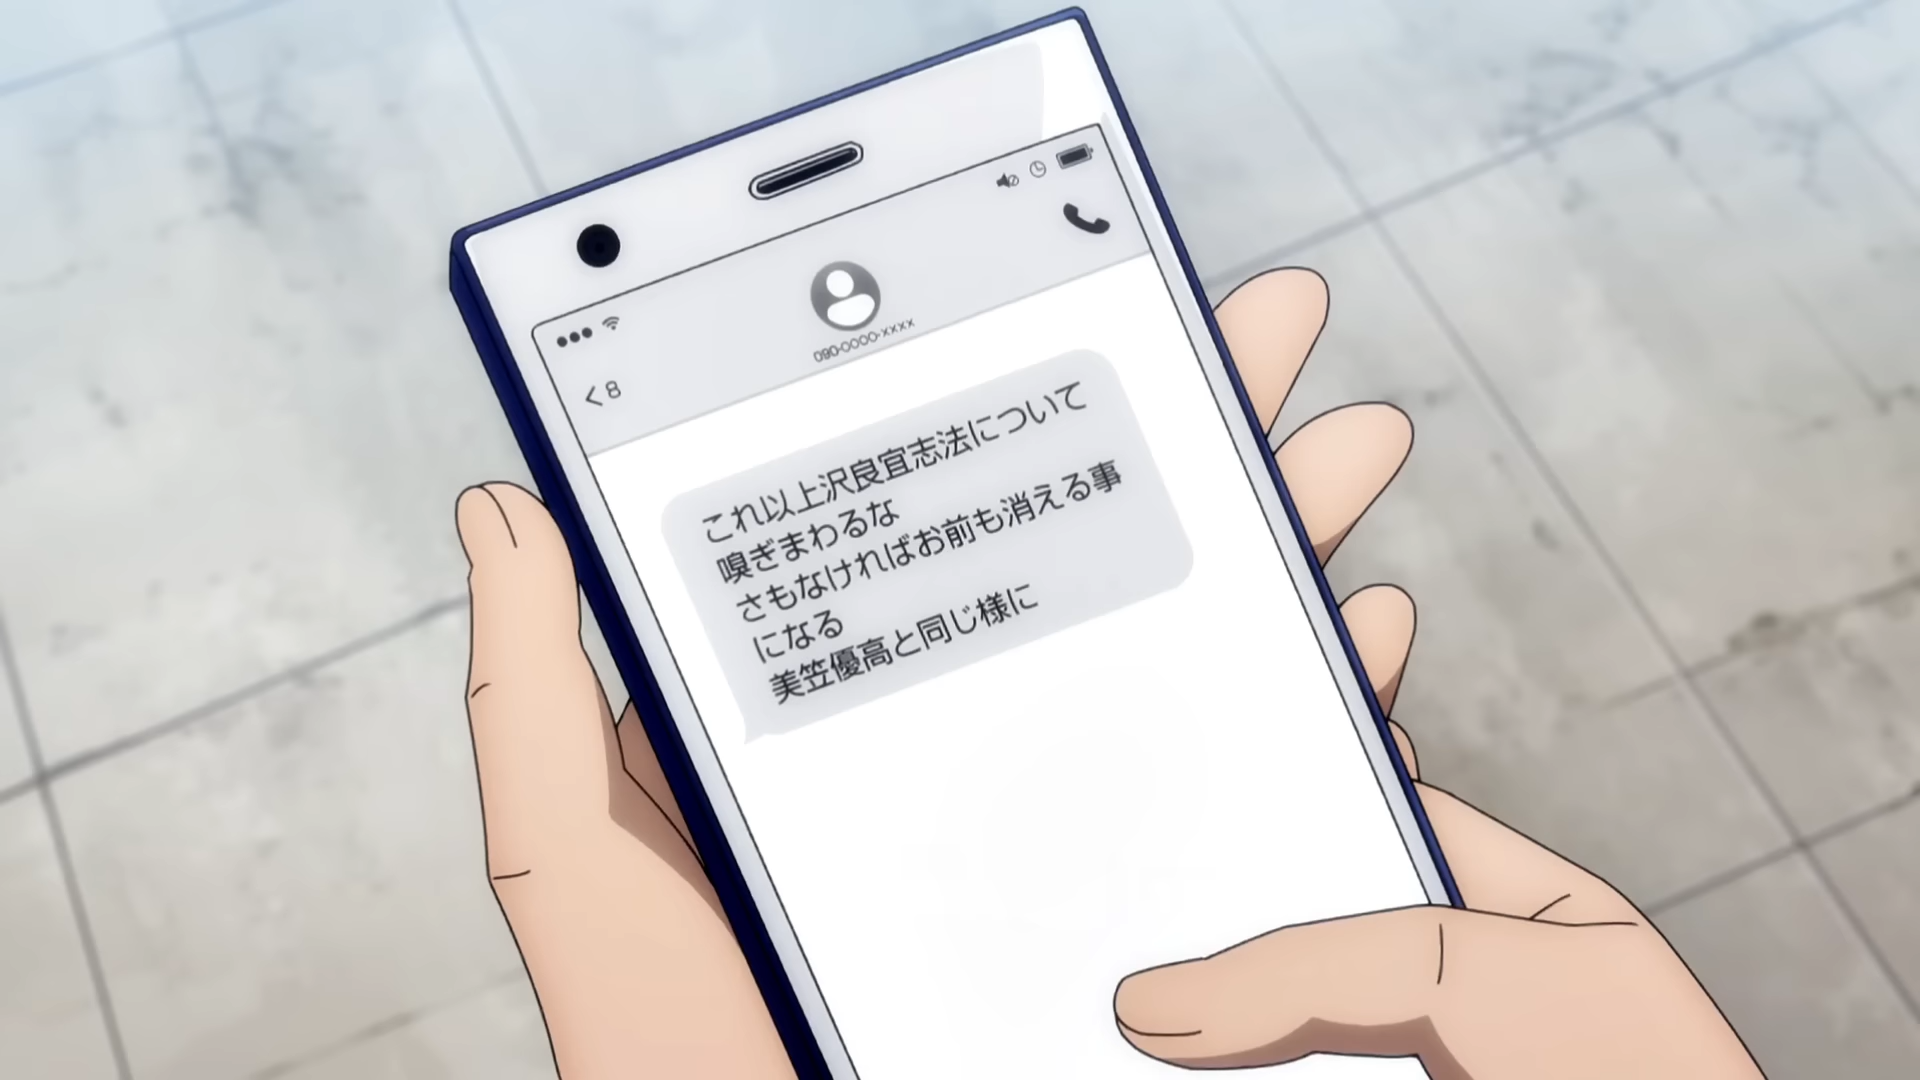 <8
090-0000-xxxx
これ以上沢良宜志法について
嗅ぎまわるな
さもなければお前も消える事
になる
美笠優高と同じ様に